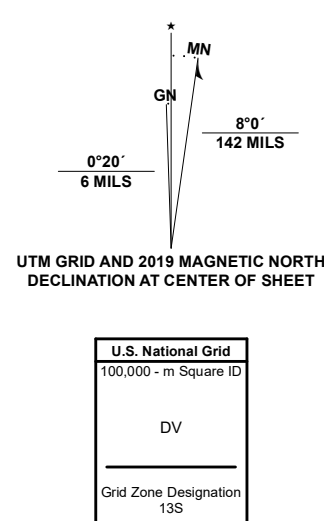 ★
MN
GN
8°0´
142 MILS
0°20´
6 MILS
UTM GRID AND 2019 MAGNETIC NORTH
DECLINATION AT CENTER OF SHEET
U.S. National Grid
100,000 - m Square ID
DV
Grid Zone Designation
13S